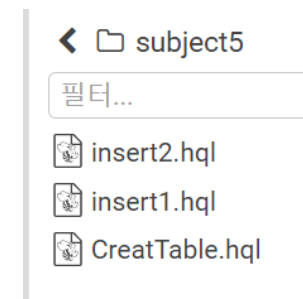 subject5
필터...
insert2.hql
insert1.hql
CreatTable.hql